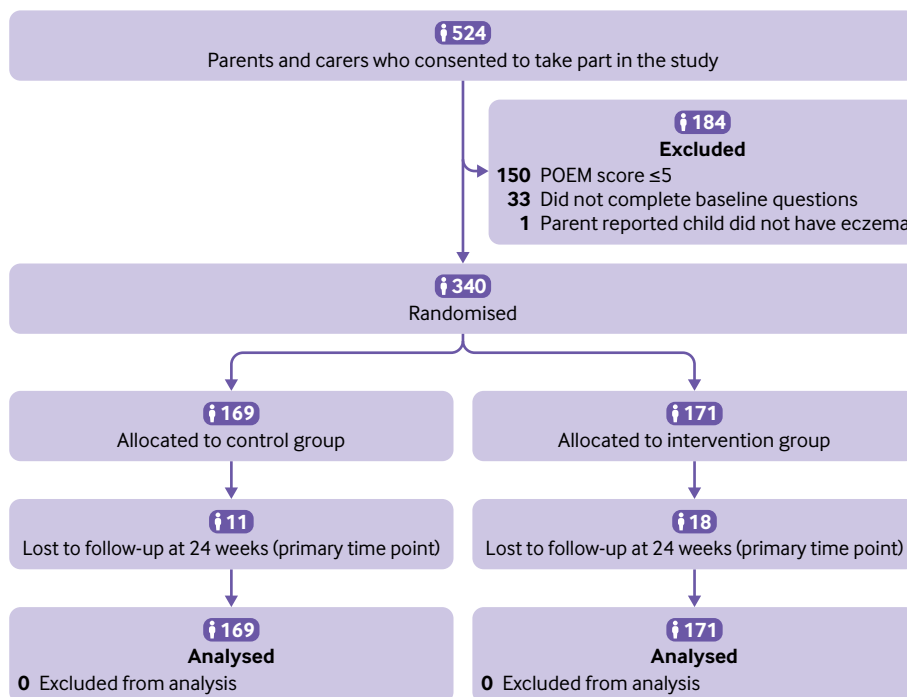 524
Parents and carers who consented to take part in the study
184
Excluded
150 POEM score ≤5
33 Did not complete baseline questions
1 Parent reported child did not have eczema
340
Randomised
169
Allocated to control group
171
Allocated to intervention group
11
Lost to follow-up at 24 weeks (primary time point)
18
Lost to follow-up at 24 weeks (primary time point)
169
Analysed
0 Excluded from analysis
171
Analysed
0 Excluded from analysis